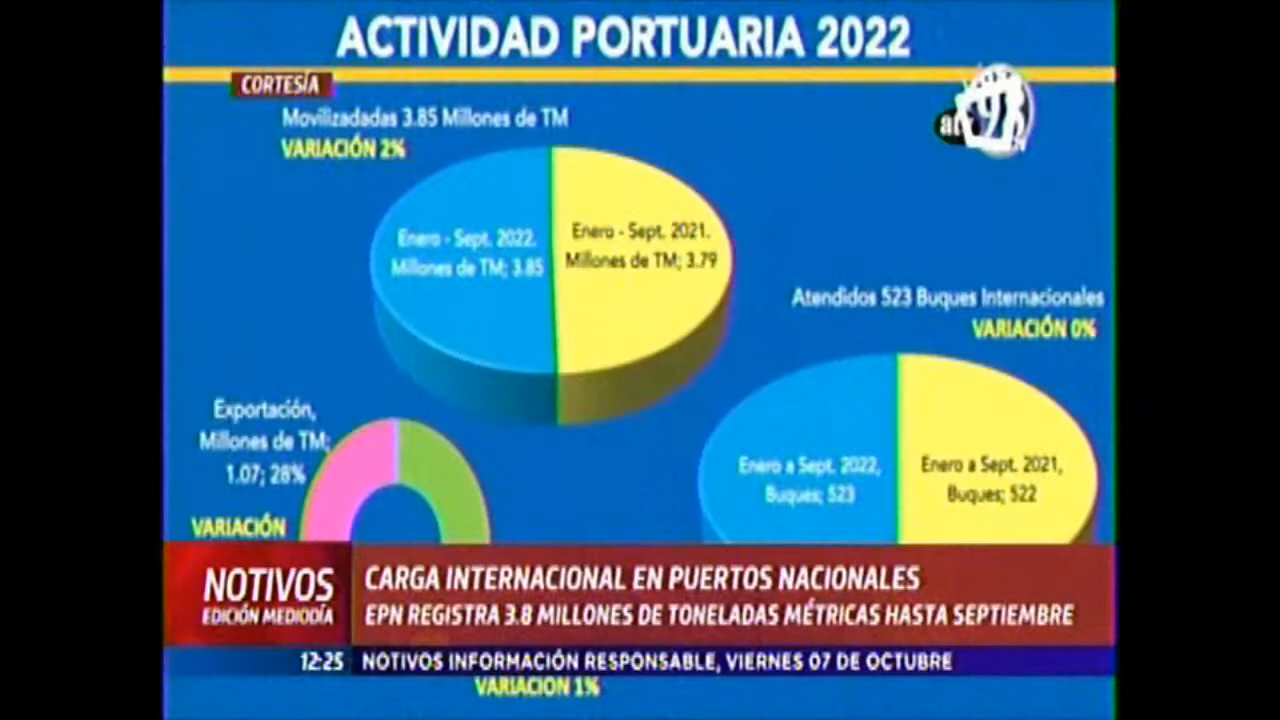 ACTIVIDAD PORTUARIA 2022
CORTESÍA
Movilizadadas 3.85 Millones de TM
VARIACIÓN 2%
Enero - Sept. 2022.
Millones de TM; 3.85
Enero - Sept. 2021.
Millones de TM; 3.79
Atendidos 523 Buques Internacionales
VARIACIÓN 0%
Exportación,
Millones de TM;
1.07; 28%
VARIACIÓN
Enero a Sept. 2022,
Buques; 523
Enero a Sept. 2021,
Buques; 522
NOTIVOS
EDICIÓN MEDIODÍA
CARGA INTERNACIONAL EN PUERTOS NACIONALES
EPN REGISTRA 3.8 MILLONES DE TONELADAS MÉTRICAS HASTA SEPTIEMBRE
12:25 NOTIVOS INFORMACIÓN RESPONSABLE, VIERNES 07 DE OCTUBRE
VARIACION 1%